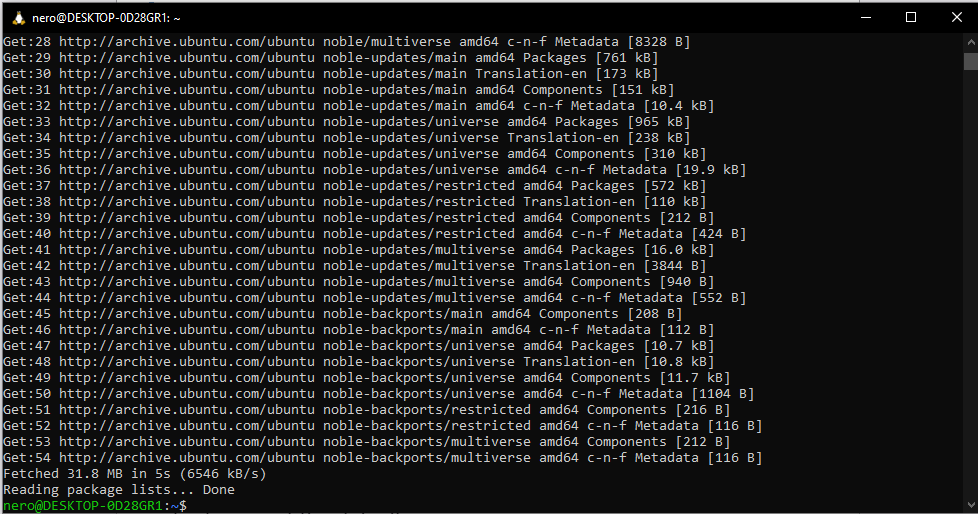 nero@DESKTOP-0D28GR1: ~
Get:28 http://archive.ubuntu.com/ubuntu noble/multiverse amd64 c-n-f Metadata [8328 B]
Get:29 http://archive.ubuntu.com/ubuntu noble-updates/main amd64 Packages [761 kB]
Get:30 http://archive.ubuntu.com/ubuntu noble-updates/main Translation-en [173 kB]
Get:31 http://archive.ubuntu.com/ubuntu noble-updates/main amd64 Components [151 kB]
Get:32 http://archive.ubuntu.com/ubuntu noble-updates/main amd64 c-n-f Metadata [10.4 kB]
Get:33 http://archive.ubuntu.com/ubuntu noble-updates/universe amd64 Packages [965 kB]
Get:34 http://archive.ubuntu.com/ubuntu noble-updates/universe Translation-en [238 kB]
Get:35 http://archive.ubuntu.com/ubuntu noble-updates/universe amd64 Components [310 kB]
Get:36 http://archive.ubuntu.com/ubuntu noble-updates/universe amd64 c-n-f Metadata [19.9 kB]
Get:37 http://archive.ubuntu.com/ubuntu noble-updates/restricted amd64 Packages [572 kB]
Get:38 http://archive.ubuntu.com/ubuntu noble-updates/restricted Translation-en [110 kB]
Get:39 http://archive.ubuntu.com/ubuntu noble-updates/restricted amd64 Components [212 B]
Get:40 http://archive.ubuntu.com/ubuntu noble-updates/restricted amd64 c-n-f Metadata [424 B]
Get:41 http://archive.ubuntu.com/ubuntu noble-updates/multiverse amd64 Packages [16.0 kB]
Get:42 http://archive.ubuntu.com/ubuntu noble-updates/multiverse Translation-en [3844 B]
Get:43 http://archive.ubuntu.com/ubuntu noble-updates/multiverse amd64 Components [940 B]
Get:44 http://archive.ubuntu.com/ubuntu noble-updates/multiverse amd64 c-n-f Metadata [552 B]
Get:45 http://archive.ubuntu.com/ubuntu noble-backports/main amd64 Components [208 B]
Get:46 http://archive.ubuntu.com/ubuntu noble-backports/main amd64 c-n-f Metadata [112 B]
Get:47 http://archive.ubuntu.com/ubuntu noble-backports/universe amd64 Packages [10.7 kB]
Get:48 http://archive.ubuntu.com/ubuntu noble-backports/universe Translation-en [10.8 kB]
Get:49 http://archive.ubuntu.com/ubuntu noble-backports/universe amd64 Components [11.7 kB]
Get:50 http://archive.ubuntu.com/ubuntu noble-backports/universe amd64 c-n-f Metadata [1104 B]
Get:51 http://archive.ubuntu.com/ubuntu noble-backports/restricted amd64 Components [216 B]
Get:52 http://archive.ubuntu.com/ubuntu noble-backports/restricted amd64 c-n-f Metadata [116 B]
Get:53 http://archive.ubuntu.com/ubuntu noble-backports/multiverse amd64 Components [212 B]
Get:54 http://archive.ubuntu.com/ubuntu noble-backports/multiverse amd64 c-n-f Metadata [116 B]
Fetched 31.8 MB in 5s (6546 kB/s)
Reading package lists... Done
nero@DESKTOP-0D28GR1:~$